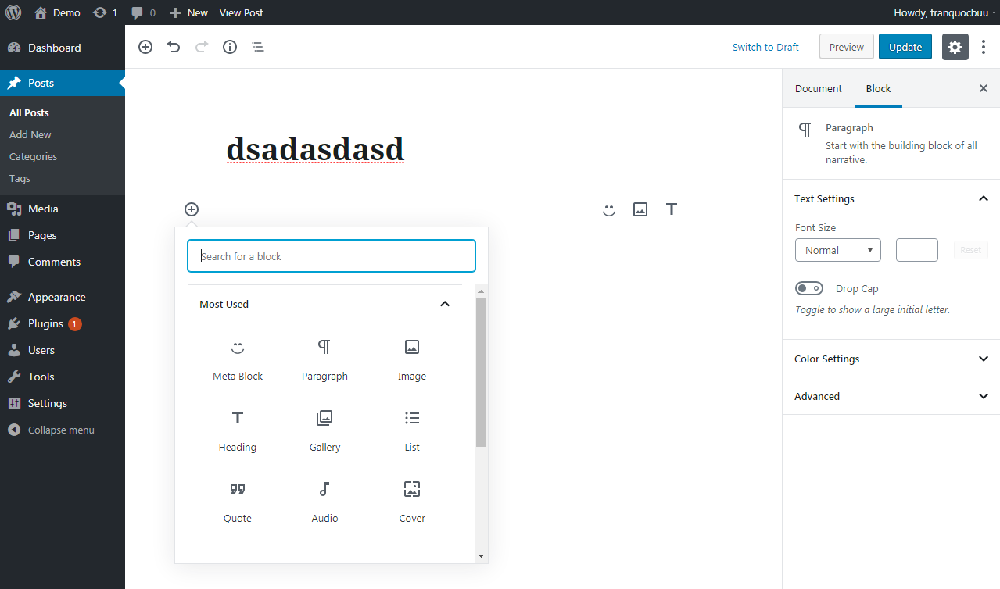 Demo 1 0 New View Post Howdy, tranquocbuu
Dashboard
Posts
All Posts
Add New
Categories
Tags
Media
Pages
Comments
Appearance
Plugins 1
Users
Tools
Settings
Collapse menu
Switch to Draft Preview Update
dsadasdasd
Search for a block
Most Used
Meta Block Paragraph Image
Heading Gallery List
Quote Audio Cover
Document Block
Paragraph
Start with the building block of all
narrative.
Text Settings
Font Size
Normal Reset
Drop Cap
Toggle to show a large initial letter.
Color Settings
Advanced